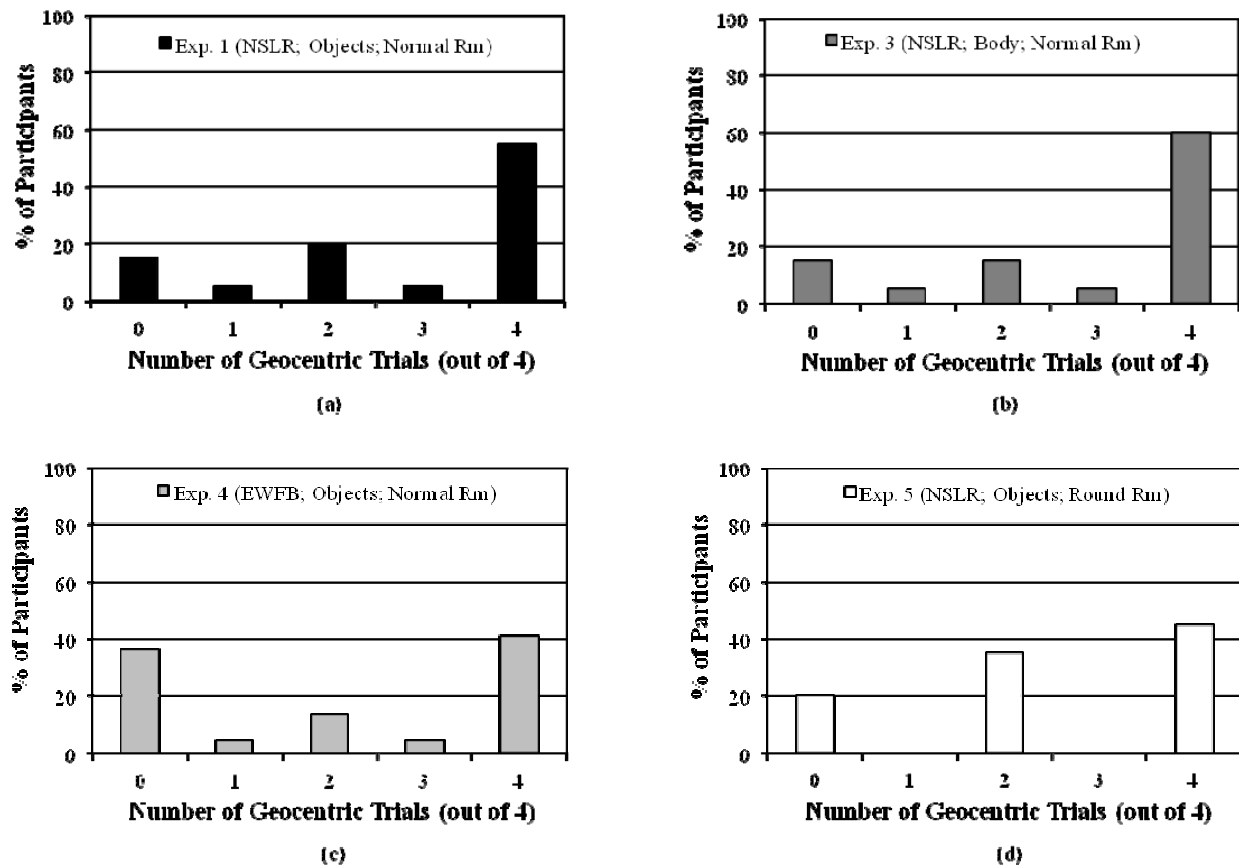 100
80
60
40
20
0
% of Participants
Exp. 1 (NSLR; Objects; Normal Rm)
0 1 2 3 4
Number of Geocentric Trials (out of 4)
(a)
100
80
60
40
20
0
% of Participants
Exp. 3 (NSLR; Body; Normal Rm)
0 1 2 3 4
Number of Geocentric Trials (out of 4)
(b)
100
80
60
40
20
0
% of Participants
Exp. 4 (EWFB; Objects; Normal Rm)
0 1 2 3 4
Number of Geocentric Trials (out of 4)
(c)
100
80
60
40
20
0
% of Participants
Exp. 5 (NSLR; Objects; Round Rm)
0 1 2 3 4
Number of Geocentric Trials (out of 4)
(d)